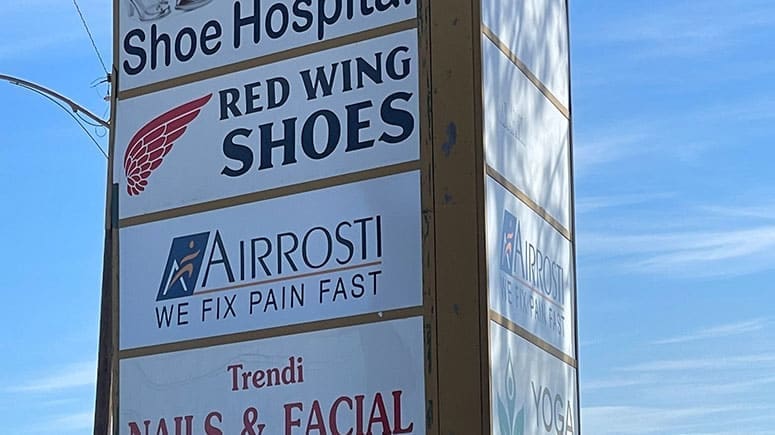 Shoe Hospital
RED WING
SHOES
AIRROSTI
WE FIX PAIN FAST
Trendi
NAILS & FACIAL
AIRROSTI
WE FIX PAIN FAST
YOGA